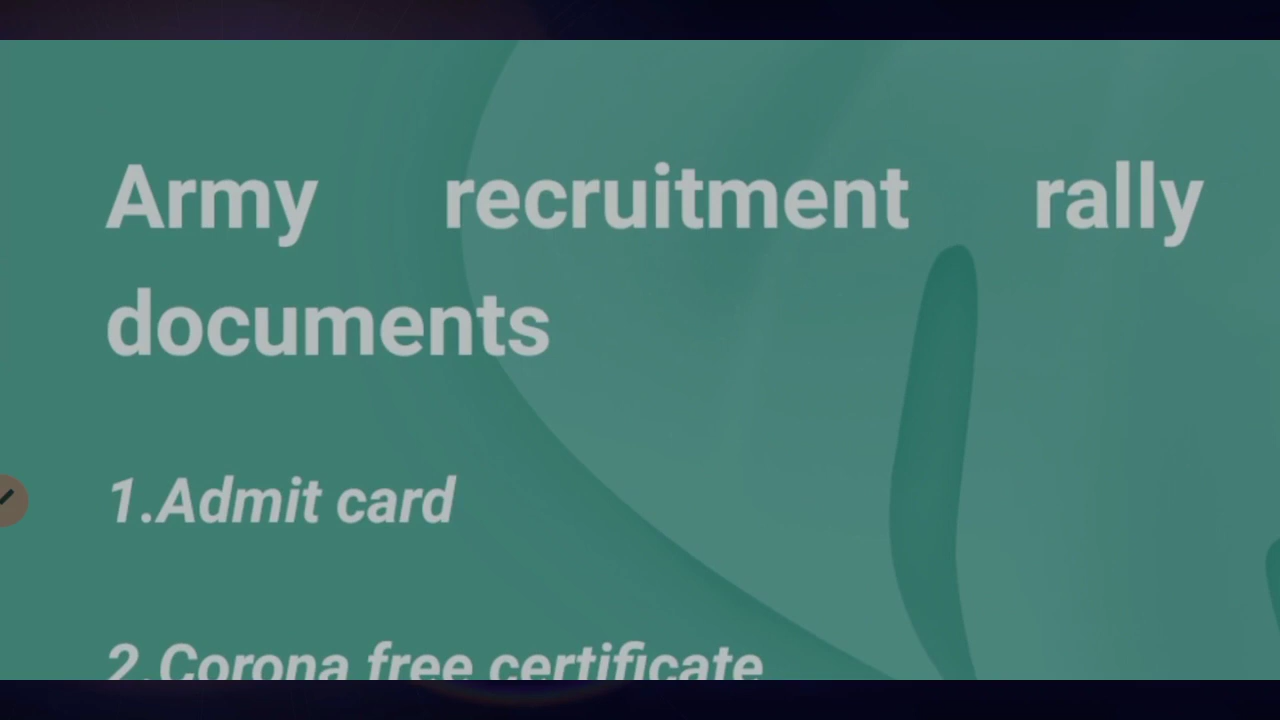 Army recruitment rally
documents
1.Admit card
2.Corona free certificate